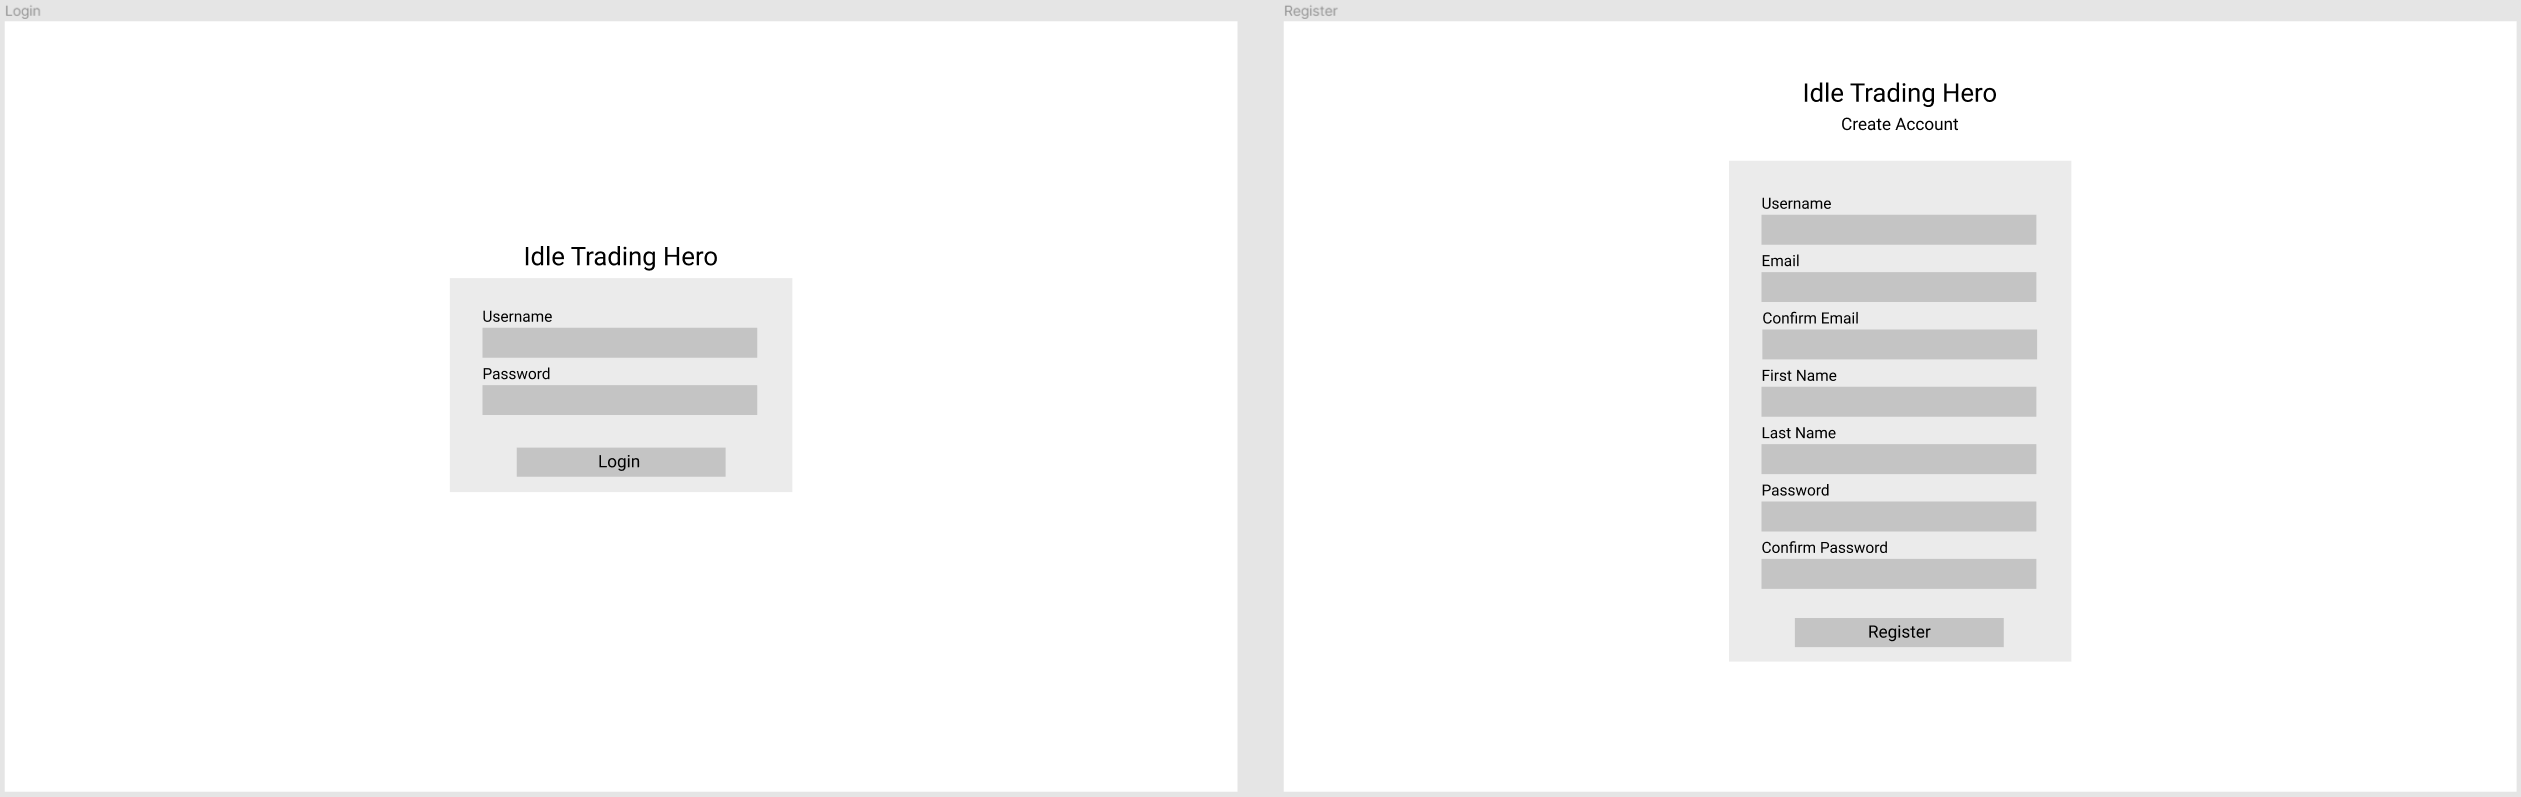 Login
Idle Trading Hero
Username
Password
Login
Register
Idle Trading Hero
Create Account
Username
Email
Confirm Email
First Name
Last Name
Password
Confirm Password
Register